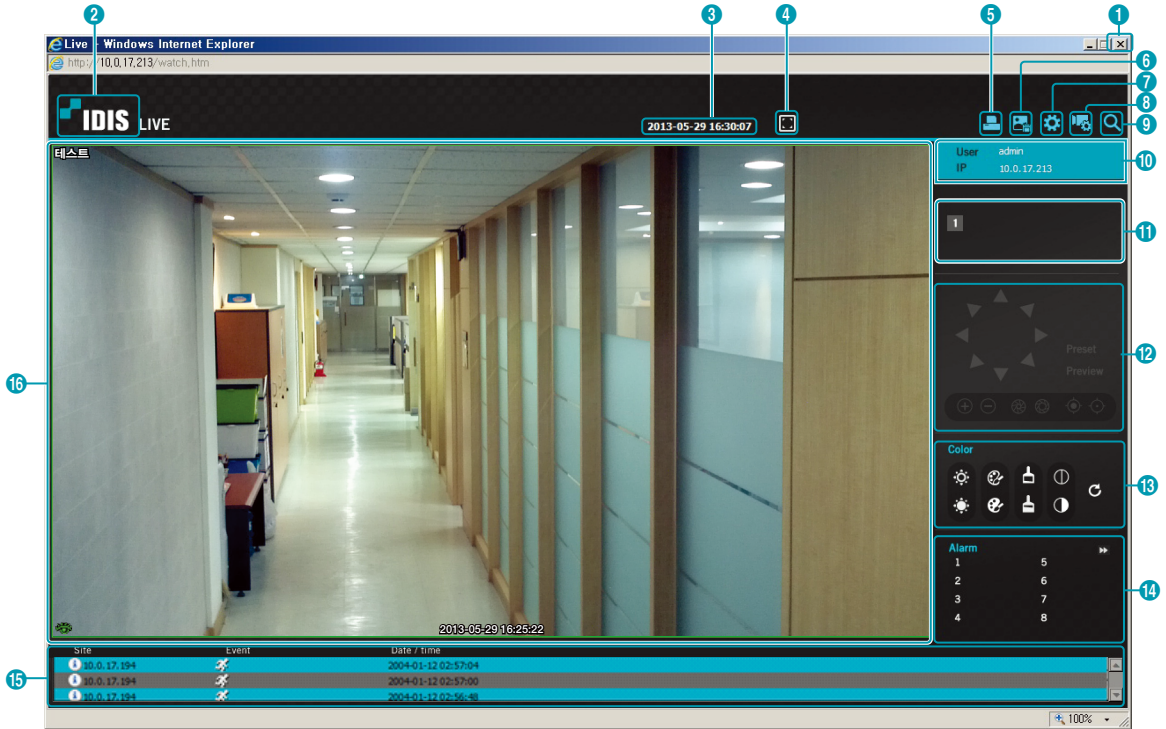 2
3
4
5
1
Live - Windows Internet Explorer
http://10,0,17,213/watch.htm
6
7
8
9
IDIS LIVE
2013-05-29 16:30:07
테스트
User admin
IP 10.0.17.213
10
1
11
Preset
Preview
12
16
Color
13
Alarm
1 5
2 6
3 7
4 8
14
2013-05-29 16:25:22
Site Event Date / time
10.0.17.194 2004-01-12 02:57:04
10.0.17.194 2004-01-12 02:57:00
10.0.17.194 2004-01-12 02:56:48
15
100%